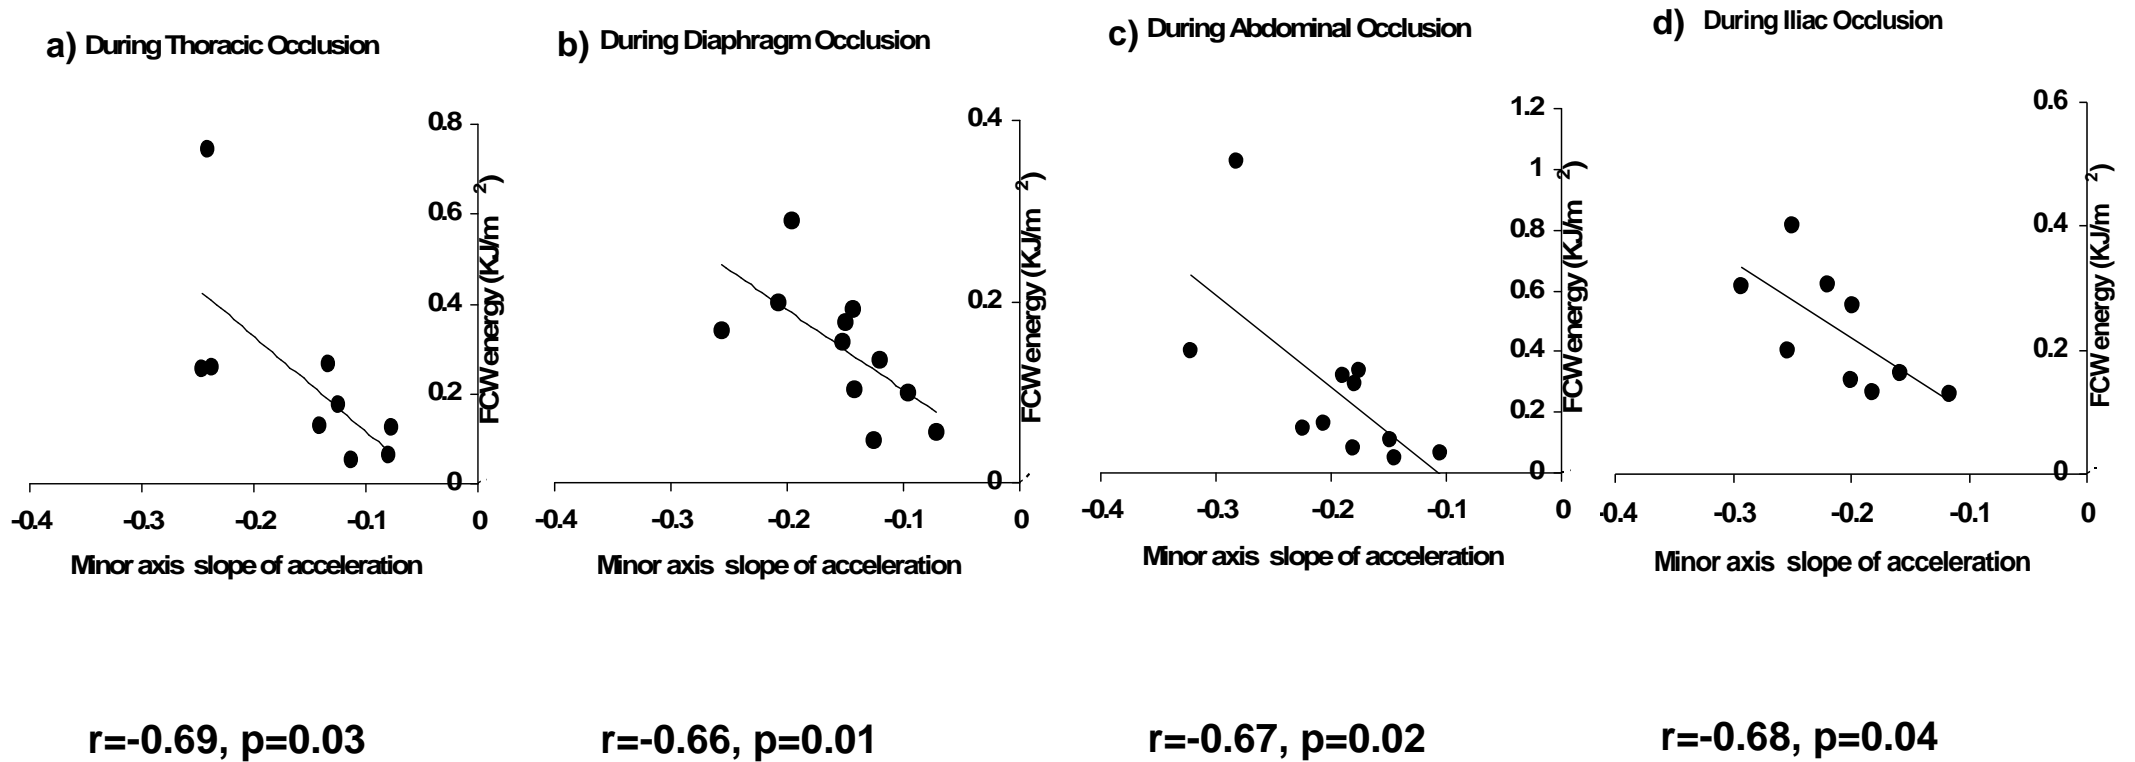 a) During Thoracic Occlusion
0.8
0.6
0.4
0.2
0
FCW energy (KJ/m 2)
-0.4 -0.3 -0.2 -0.1 0
Minor axis slope of acceleration
r=-0.69, p=0.03
b) During Diaphragm Occlusion
0.4
0.2
0
FCW energy (KJ/m 2)
-0.4 -0.3 -0.2 -0.1 0
Minor axis slope of acceleration
r=-0.66, p=0.01
c) During Abdominal Occlusion
1.2
1
0.8
0.6
0.4
0.2
0
FCW energy (KJ/m 2)
-0.4 -0.3 -0.2 -0.1 0
Minor axis slope of acceleration
r=-0.67, p=0.02
d) During Iliac Occlusion
0.6
0.4
0.2
0
FCW energy (KJ/m 2)
-0.4 -0.3 -0.2 -0.1 0
Minor axis slope of acceleration
r=-0.68, p=0.04